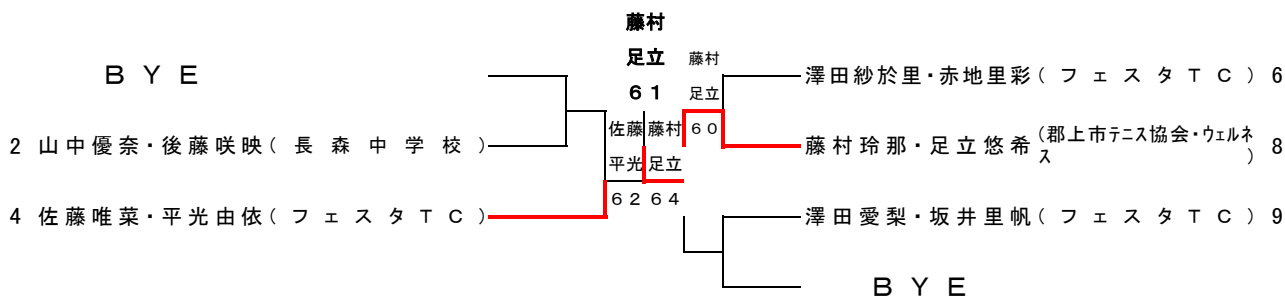 藤村
足立 藤村
BYE 澤田紗於里・赤地里彩(フェスタTC) 6
61 足立
佐藤 藤村 60
2 山中優奈・後藤咲映(長森中学校) 藤村玲那・足立悠希(郡上市テニス協会・ウェルネス) 8
平光 足立
62 64
4 佐藤唯菜・平光由依(フェスタTC) 澤田愛梨・坂井里帆(フェスタTC) 9
BYE